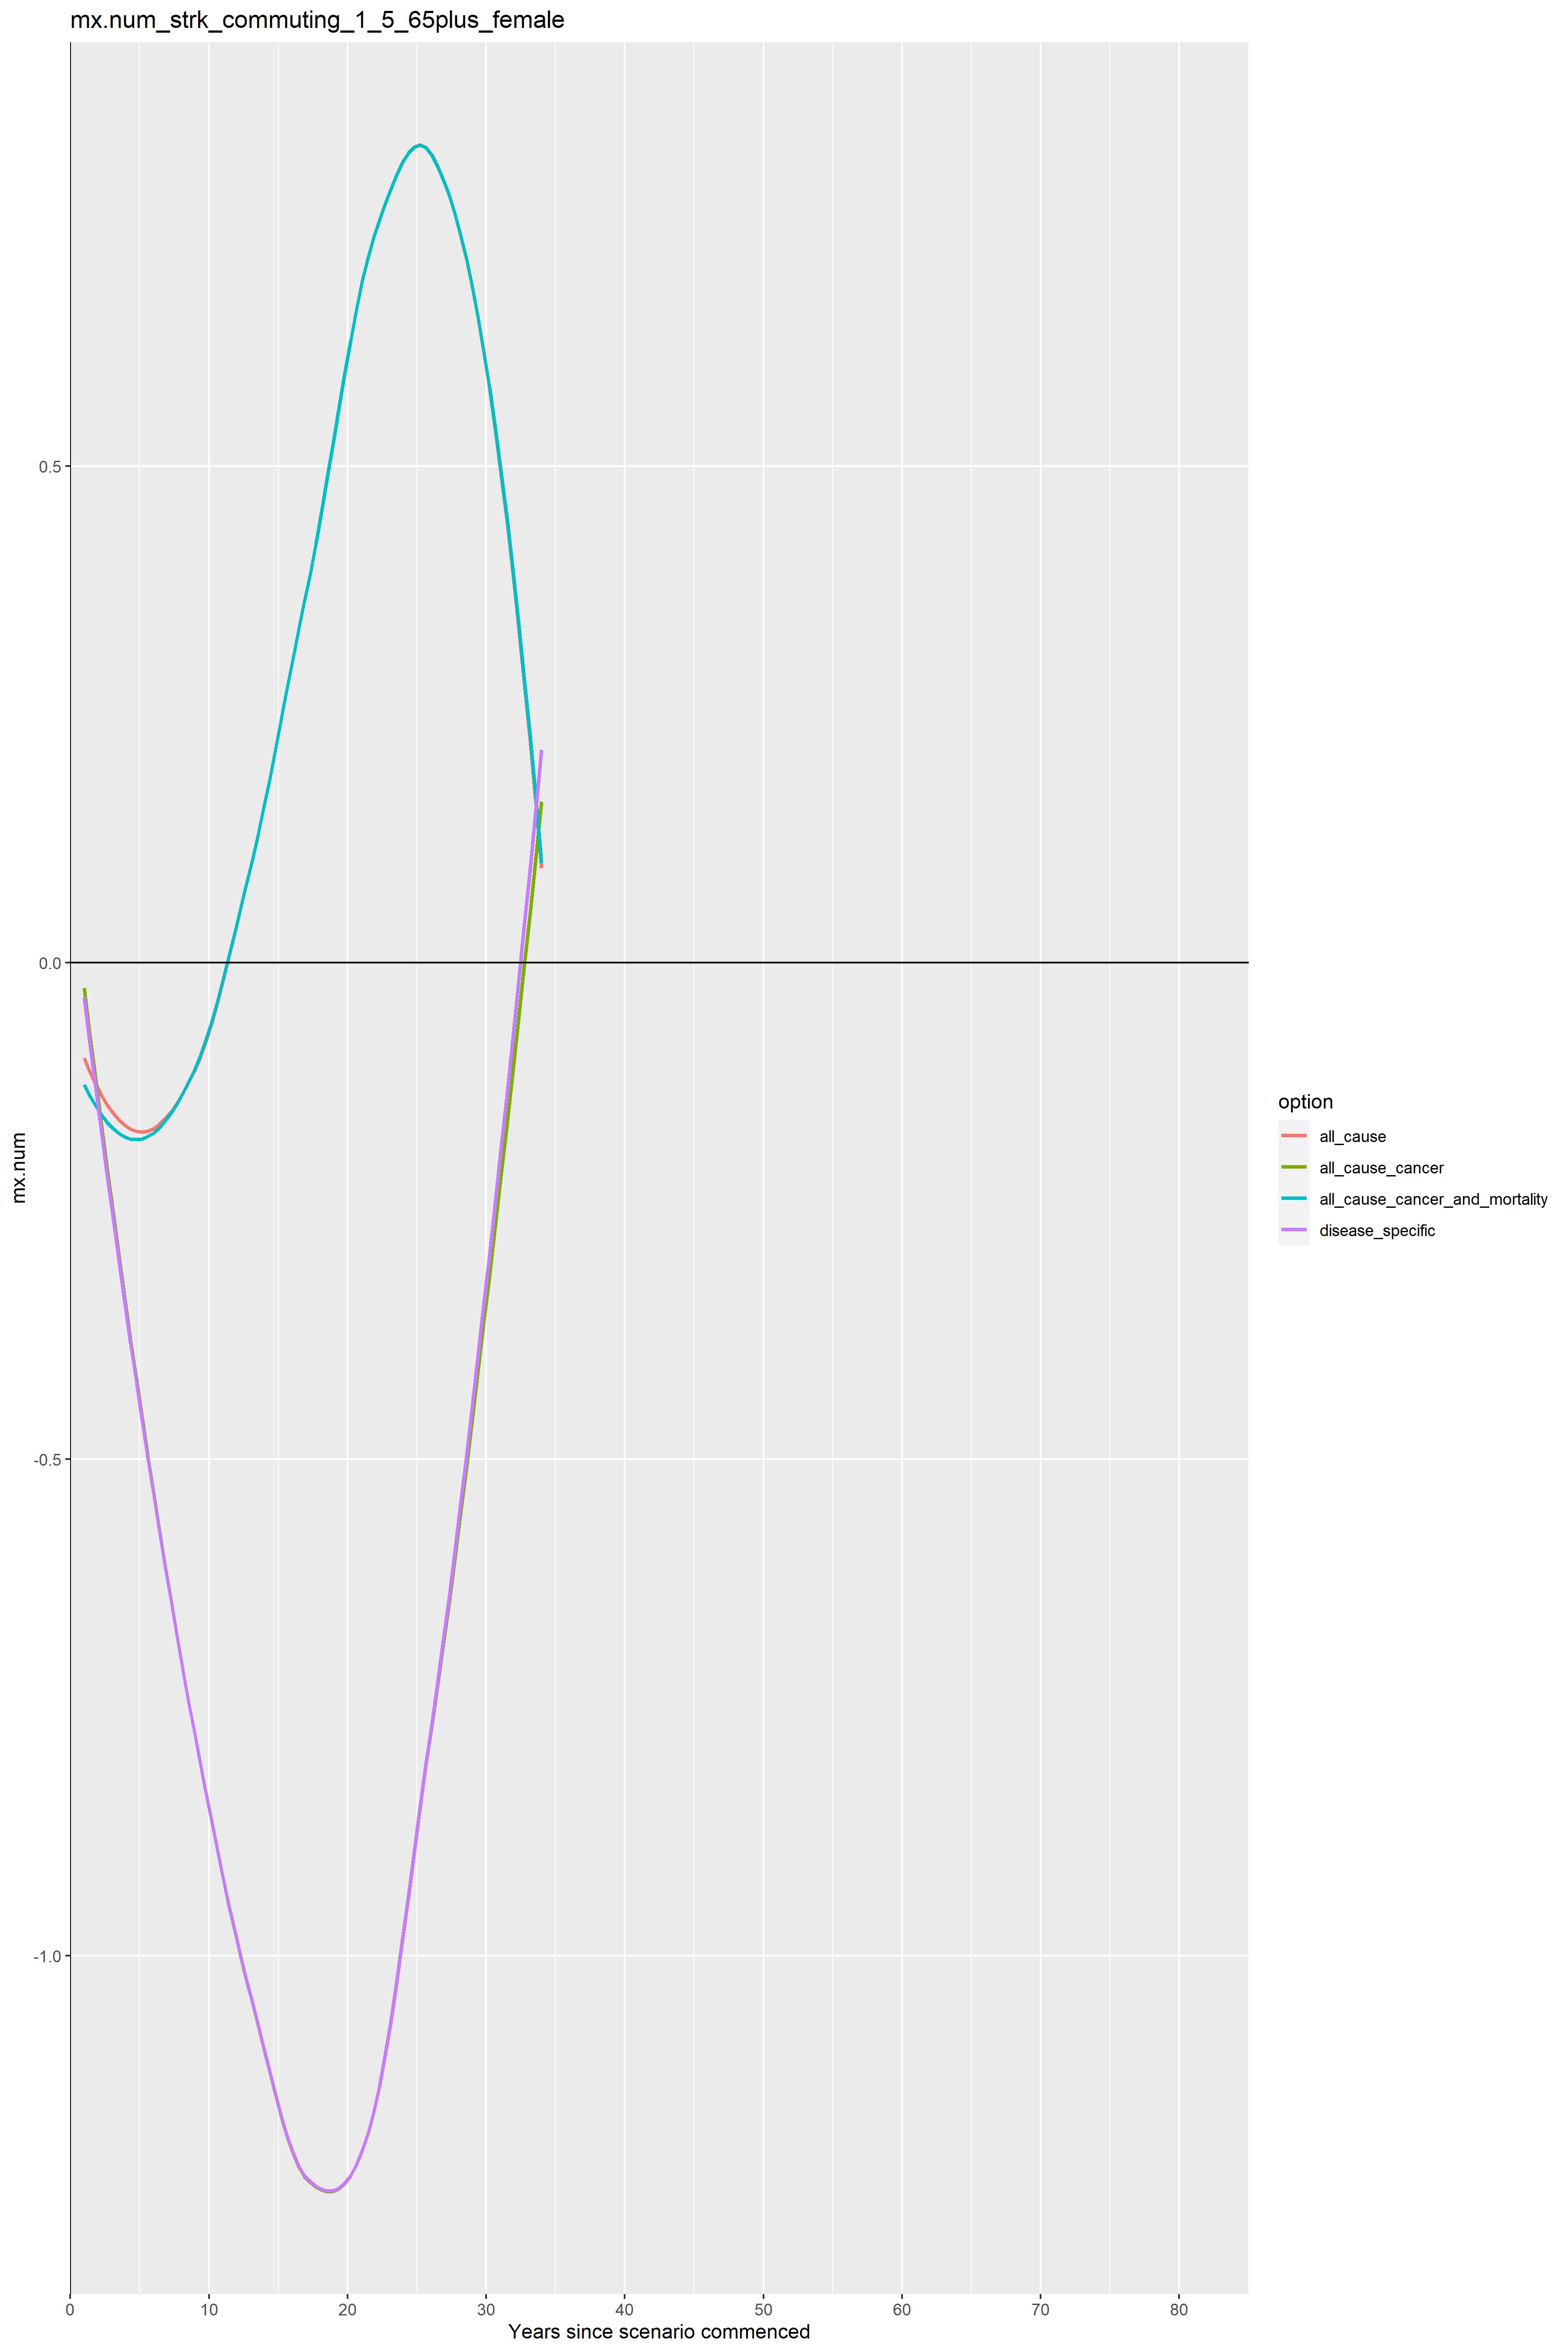 mx.num_strk_commuting_1_5_65plus_female
0.5
0.0
-0.5
-1.0
mx.num
0 10 20 30 40 50 60 70 80
Years since scenario commenced
option
all_cause
all_cause_cancer
all_cause_cancer_and_mortality
disease_specific